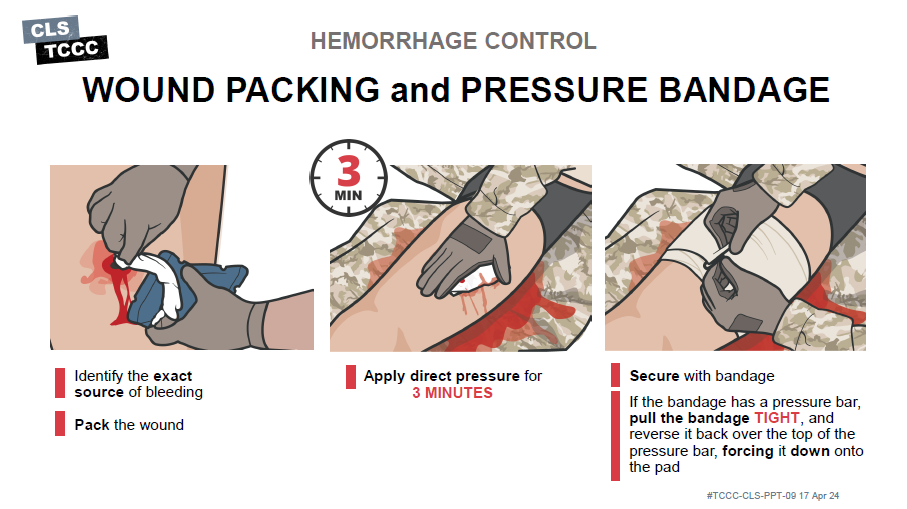 CLS
TCCC
HEMORRHAGE CONTROL
WOUND PACKING and PRESSURE BANDAGE
3
MIN
Identify the exact
source of bleeding
Pack the wound
Apply direct pressure for
3 MINUTES
Secure with bandage
If the bandage has a pressure bar,
pull the bandage TIGHT, and
reverse it back over the top of the
pressure bar, forcing it down onto
the pad
#TCCC-CLS-PPT-09 17 Apr 24